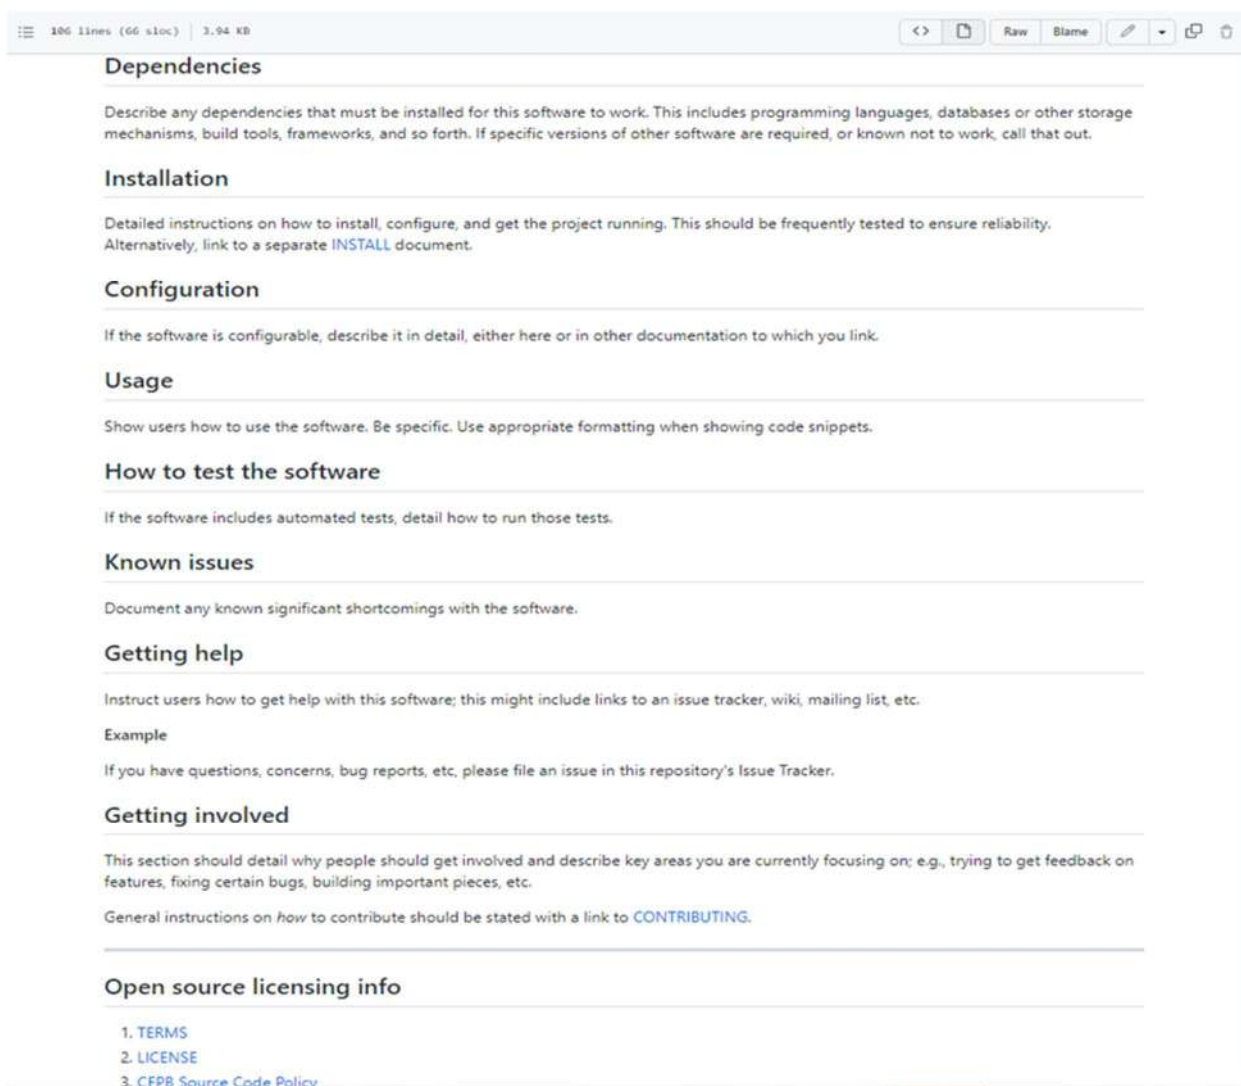 106 lines (66 sloc) 3.94 KB
<> Raw Blame
Dependencies
Describe any dependencies that must be installed for this software to work. This includes programming languages, databases or other storage
mechanisms, build tools, frameworks, and so forth. If specific versions of other software are required, or known not to work, call that out.
Installation
Detailed instructions on how to install, configure, and get the project running. This should be frequently tested to ensure reliability.
Alternatively, link to a separate INSTALL document.
Configuration
If the software is configurable, describe it in detail, either here or in other documentation to which you link.
Usage
Show users how to use the software. Be specific. Use appropriate formatting when showing code snippets.
How to test the software
If the software includes automated tests, detail how to run those tests.
Known issues
Document any known significant shortcomings with the software.
Getting help
Instruct users how to get help with this software; this might include links to an issue tracker, wiki, mailing list, etc.
Example
If you have questions, concerns, bug reports, etc, please file an issue in this repository's Issue Tracker.
Getting involved
This section should detail why people should get involved and describe key areas you are currently focusing on; e.g., trying to get feedback on
features, fixing certain bugs, building important pieces, etc.
General instructions on how to contribute should be stated with a link to CONTRIBUTING.
Open source licensing info
1. TERMS
2. LICENSE
3. CFPB Source Code Policy